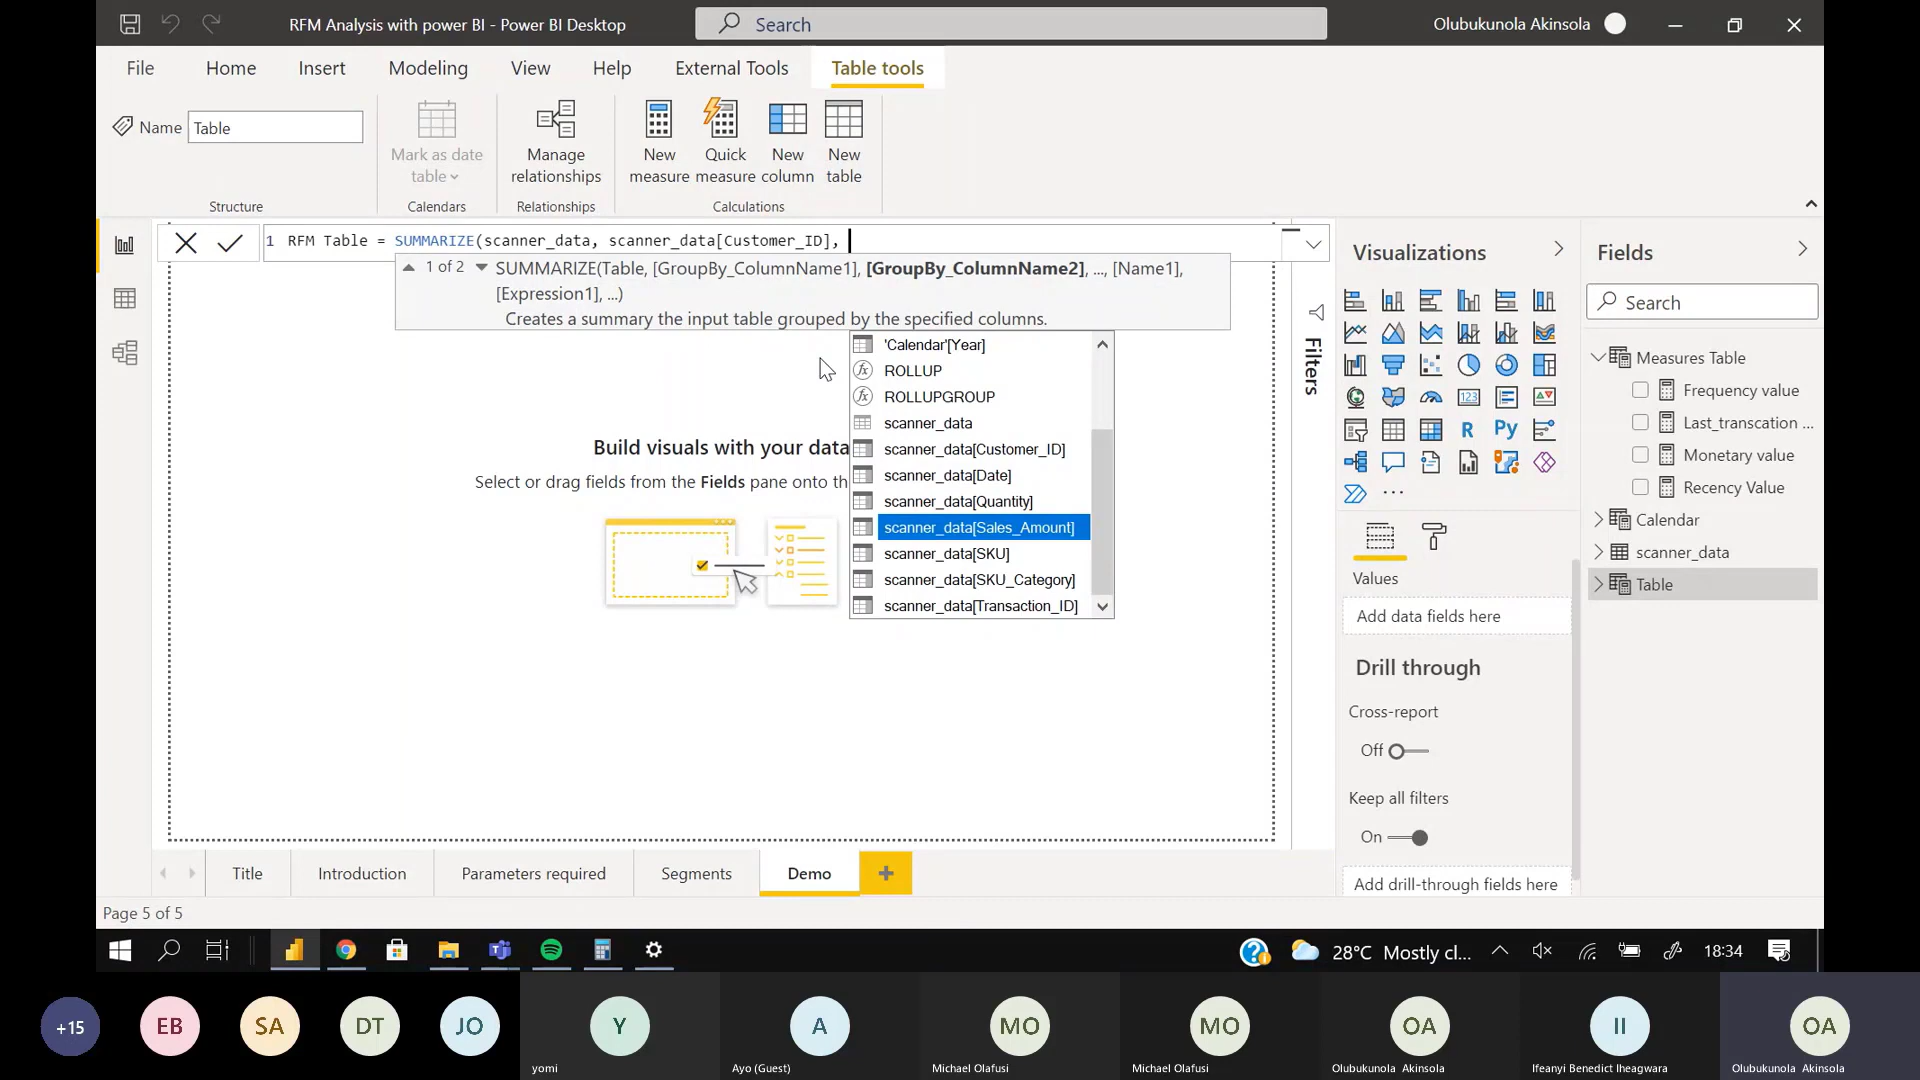 RFM Analysis with power BI - Power BI Desktop
Search
Olubukunola Akinsola
File Home Insert Modeling View Help External Tools Table tools
Name Table
Mark as date table
Manage relationships
New measure
Quick measure
New column
New table
Structure Calendars Relationships Calculations
1 RFM Table = SUMMARIZE(scanner_data, scanner_data[Customer_ID],
1 of 2 SUMMARIZE(Table, [GroupBy_ColumnName1], [GroupBy_ColumnName2], ..., [Name1],
[Expression1], ...)
Creates a summary the input table grouped by the specified columns.
'Calendar'[Year]
ROLLUP
ROLLUPGROUP
scanner_data
scanner_data[Customer_ID]
scanner_data[Date]
scanner_data[Quantity]
scanner_data[Sales_Amount]
scanner_data[SKU]
scanner_data[SKU_Category]
scanner_data[Transaction_ID]
Build visuals with your data
Select or drag fields from the Fields pane onto th
Filters
Visualizations
123
R Py
Values
Add data fields here
Drill through
Cross-report
Off
Keep all filters
On
Add drill-through fields here
Fields
Search
Measures Table
Frequency value
Last_transcation ...
Monetary value
Recency Value
Calendar
scanner_data
Table
Title Introduction Parameters required Segments Demo +
Page 5 of 5
28°C Mostly cl... 18:34
+15 EB SA DT JO Y A MO MO OA II OA
yomi Ayo (Guest) Michael Olafusi Michael Olafusi Olubukunola Akinsola Ifeanyi Benedict Iheagwara Olubukunola Akinsola